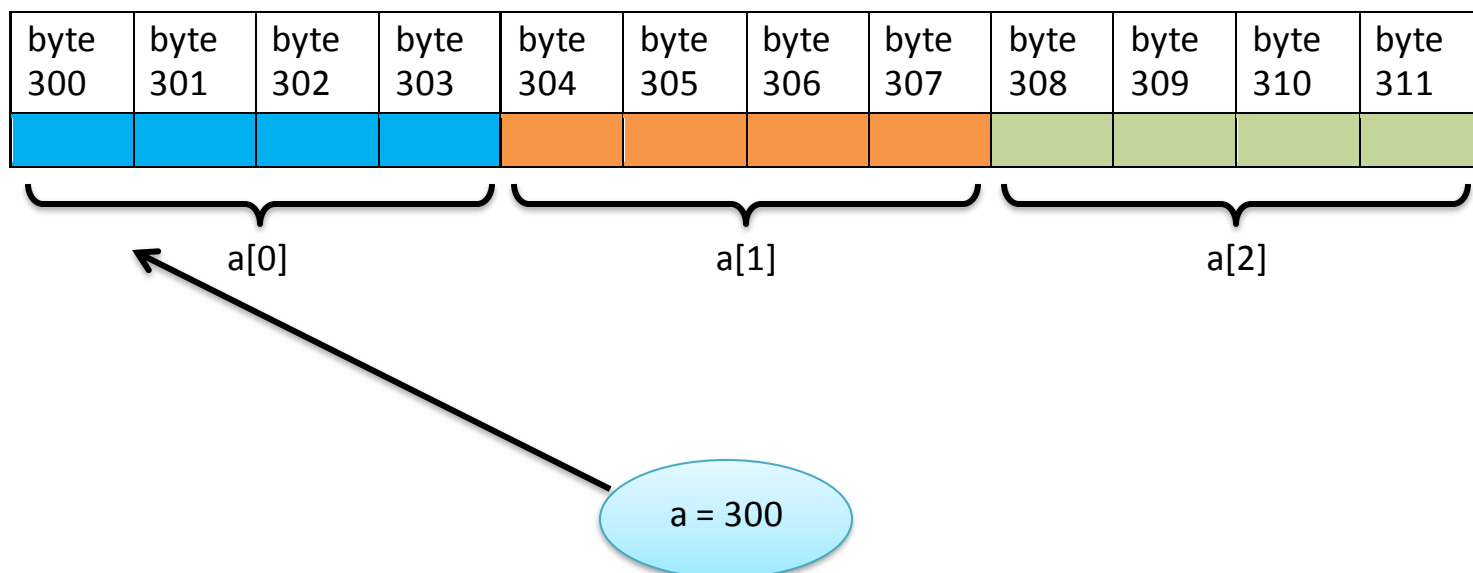 byte byte byte byte byte byte byte byte byte byte byte byte
300 301 302 303 304 305 306 307 308 309 310 311
a[0] a[1] a[2]
a = 300